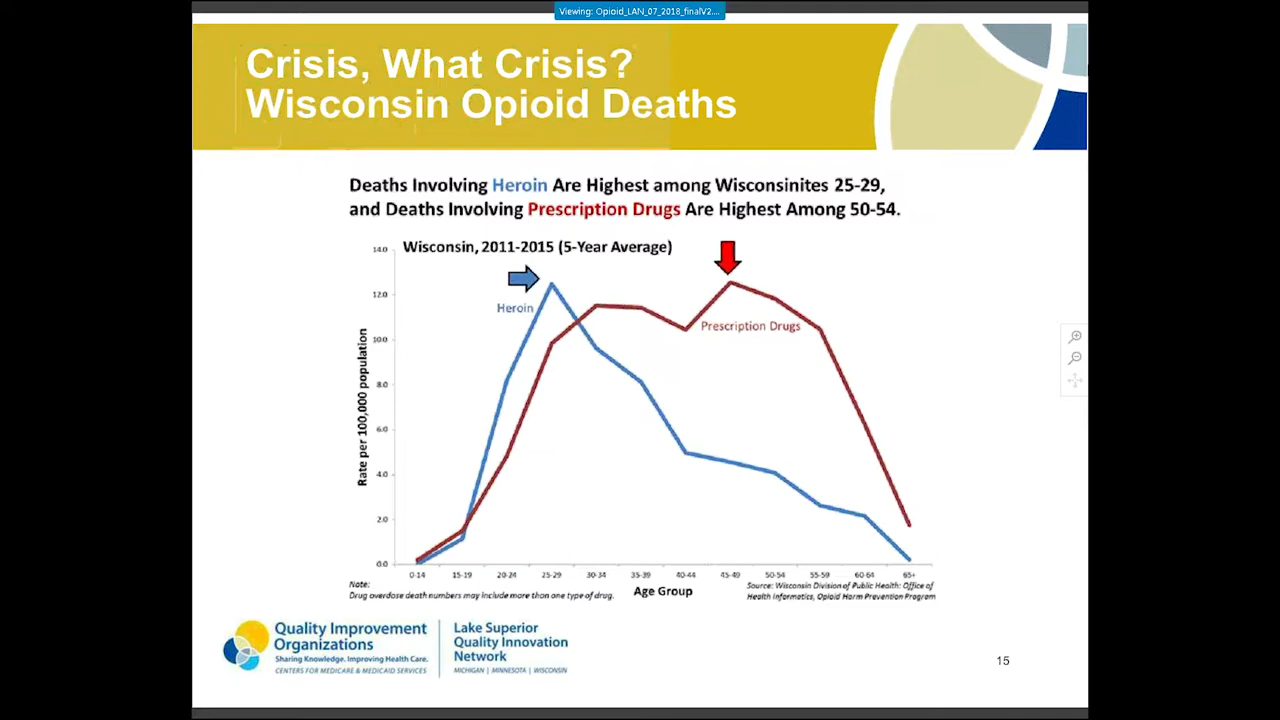 Viewing: Opioid_LAN_07_2018_finalV2...
Crisis, What Crisis?
Wisconsin Opioid Deaths
Deaths Involving Heroin Are Highest among Wisconsinites 25-29,
and Deaths Involving Prescription Drugs Are Highest Among 50-54.
Wisconsin, 2011-2015 (5-Year Average)
14.0
12.0
10.0
8.0
6.0
4.0
2.0
0.0
Rate per 100,000 population
Heroin
Prescription Drugs
0-14 15-19 20-24 25-29 30-34 35-39 40-44 45-49 50-54 55-59 60-64 65+
Age Group
Note:
Drug overdose death numbers may include more than one type of drug.
Source: Wisconsin Division of Public Health: Office of
Health Informatics, Opioid Harm Prevention Program
Quality Improvement
Organizations
Sharing Knowledge. Improving Health Care.
CENTERS FOR MEDICARE & MEDICAID SERVICES
Lake Superior
Quality Innovation
Network
MICHIGAN | MINNESOTA | WISCONSIN
15